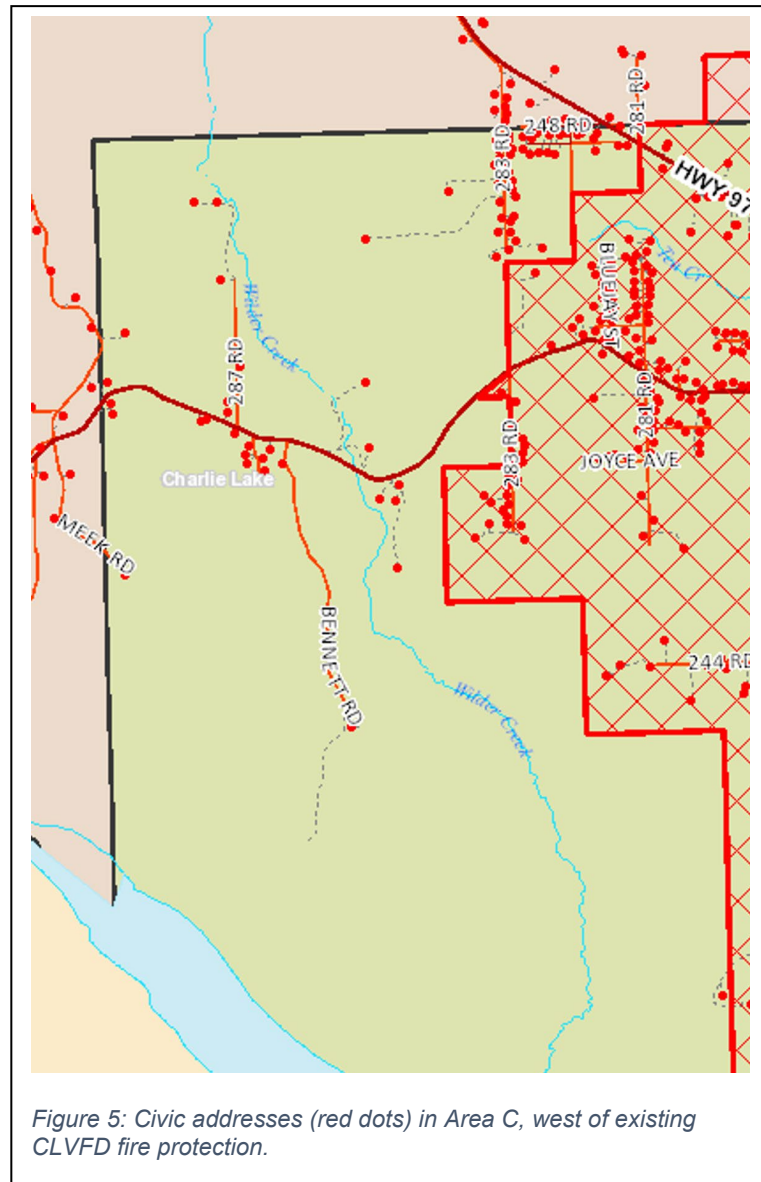 248 RD
281 RD
283 RD
HWY 97
BLUEJAY ST
Tea Cr
Wilder Creek
287 RD
281 RD
283 RD
JOYCE AVE
Charlie Lake
MEEK RD
BENNETT RD
244 RD
Wilder Creek
Figure 5: Civic addresses (red dots) in Area C, west of existing
CLVFD fire protection.